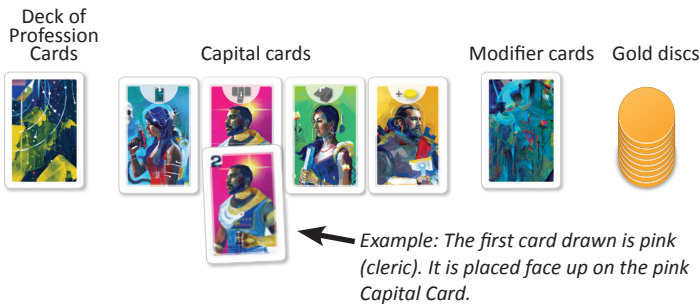 Deck of
Profession
Cards
Capital cards
Modifier cards
Gold discs
2
Example: The first card drawn is pink
(cleric). It is placed face up on the pink
Capital Card.